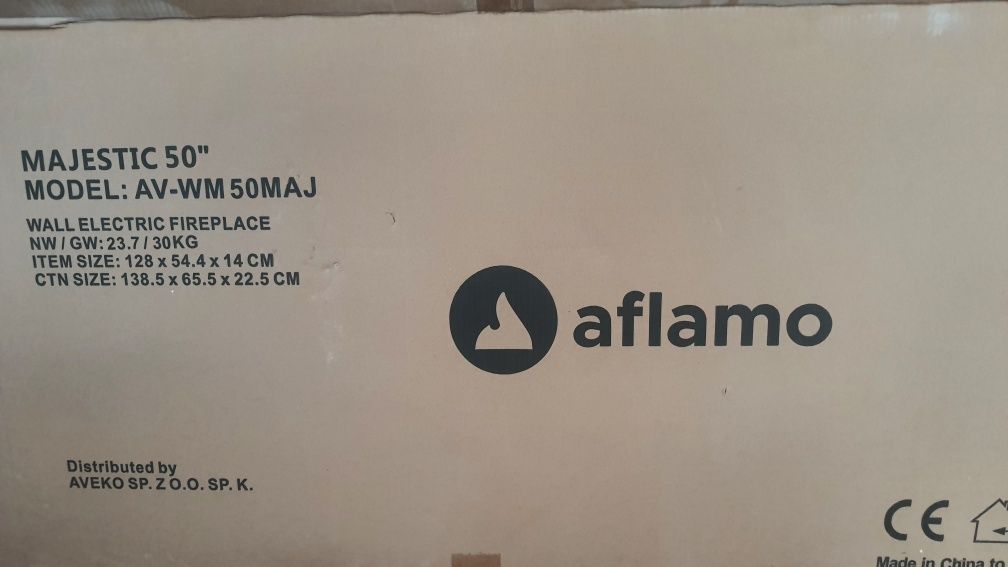 MAJESTIC 50"
MODEL: AV-WM 50MAJ
WALL ELECTRIC FIREPLACE
NW / GW: 23.7 / 30KG
ITEM SIZE: 128 x 54.4 x 14 CM
CTN SIZE: 138.5 x 65.5 x 22.5 CM
aflamo
Distributed by
AVEKO SP. Z O.O. SP. K.
CE
Made in China to